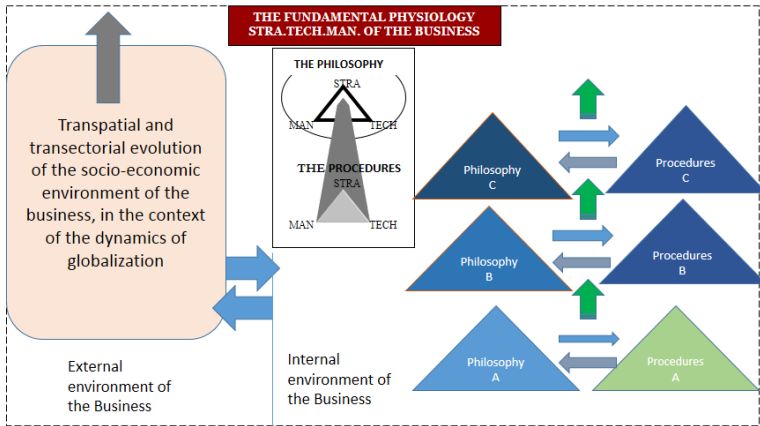 THE FUNDAMENTAL PHYSIOLOGY
STRA.TECH.MAN. OF THE BUSINESS
Transpatial and
transectorial evolution
of the socio-economic
environment of the
business, in the context
of the dynamics of
globalization
External
environment of
the Business
THE PHILOSOPHY
STRA
MAN TECH
THE PROCEDURES
STRA
MAN TECH
Internal
environment of
the Business
Philosophy
C
Procedures
C
Philosophy
B
Procedures
B
Philosophy
A
Procedures
A